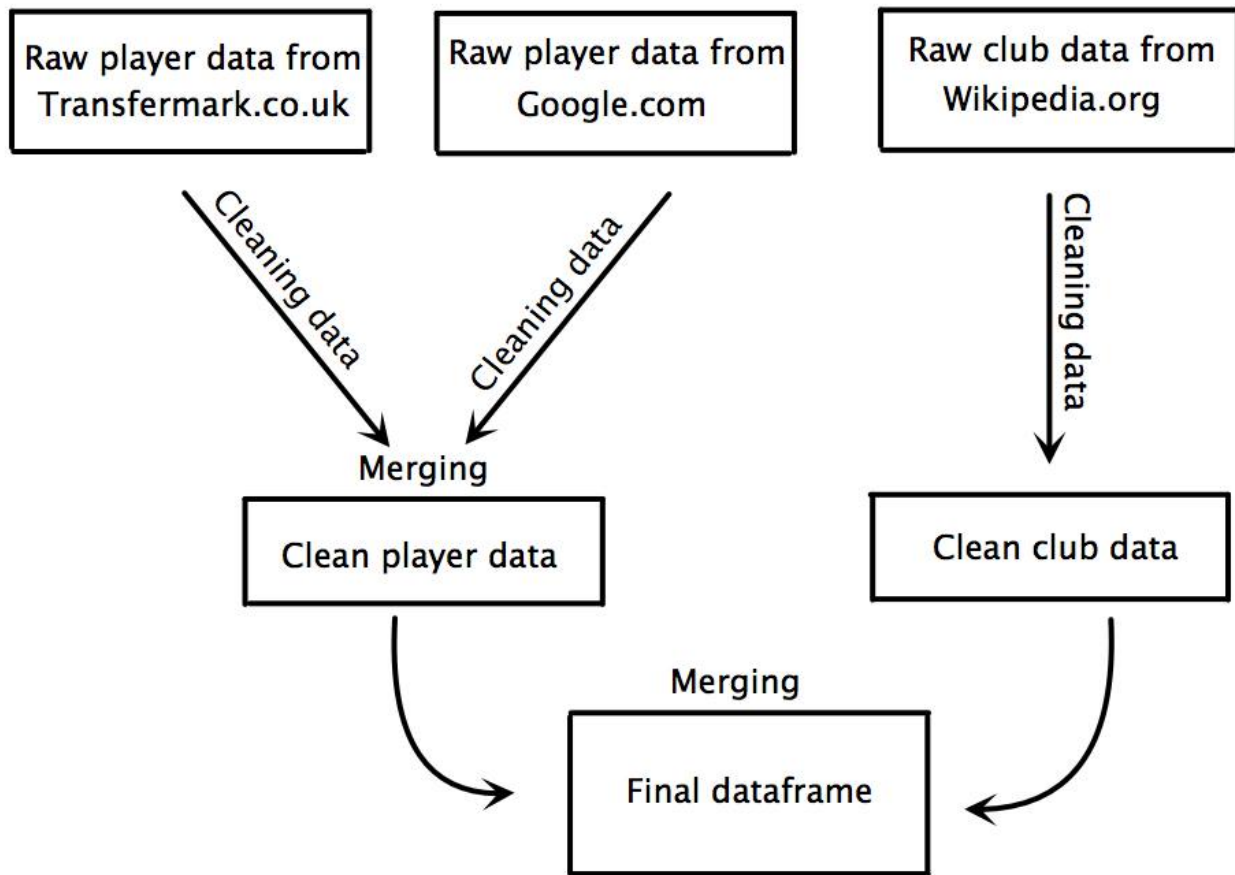 Raw player data from
Transfermark.co.uk
Raw player data from
Google.com
Raw club data from
Wikipedia.org
Cleaning data
Cleaning data
Cleaning data
Merging
Clean player data
Clean club data
Merging
Final dataframe